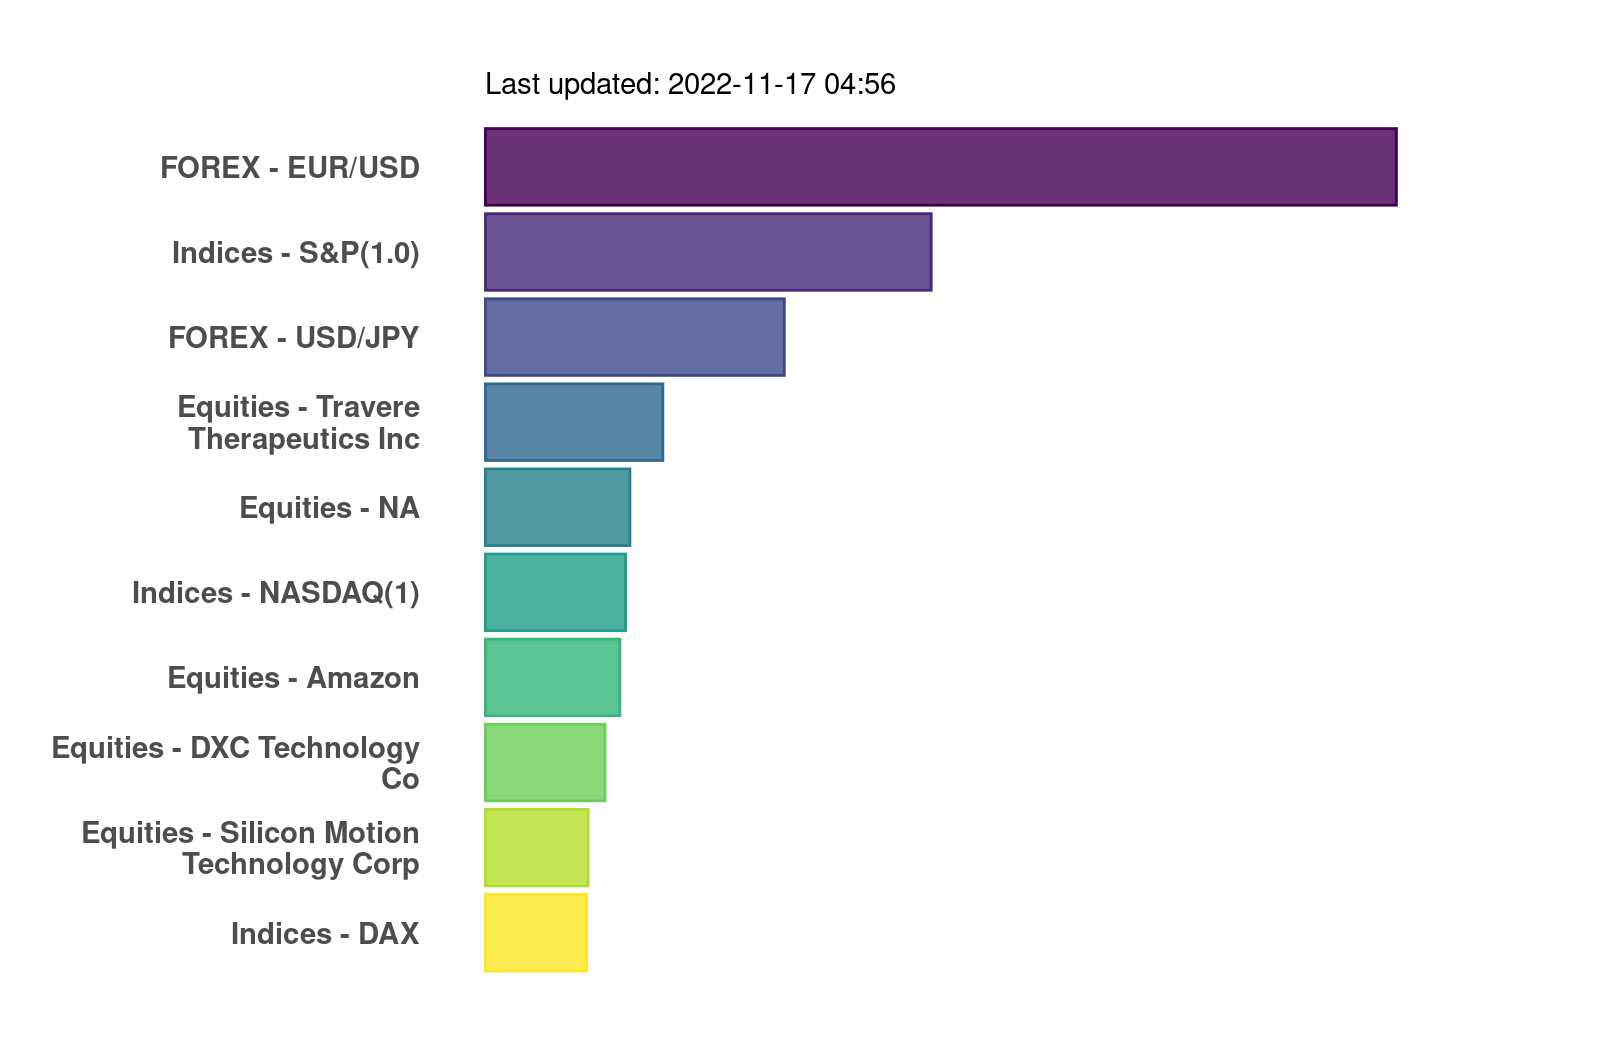 Last updated: 2022-11-17 04:56
FOREX - EUR/USD
Indices - S&P(1.0)
FOREX - USD/JPY
Equities - Travere
Therapeutics Inc
Equities - NA
Indices - NASDAQ(1)
Equities - Amazon
Equities - DXC Technology
Co
Equities - Silicon Motion
Technology Corp
Indices - DAX